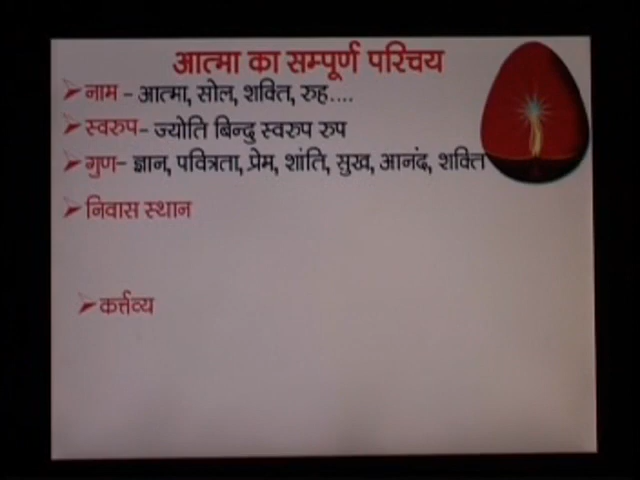 आत्मा का सम्पूर्ण परिचय
नाम - आत्मा, सोल, शक्ति, रुह....
स्वरुप- ज्योति बिन्दु स्वरुप रुप
गुण- ज्ञान, पवित्रता, प्रेम, शांति, सुख, आनंद, शक्ति
निवास स्थान
कर्त्तव्य